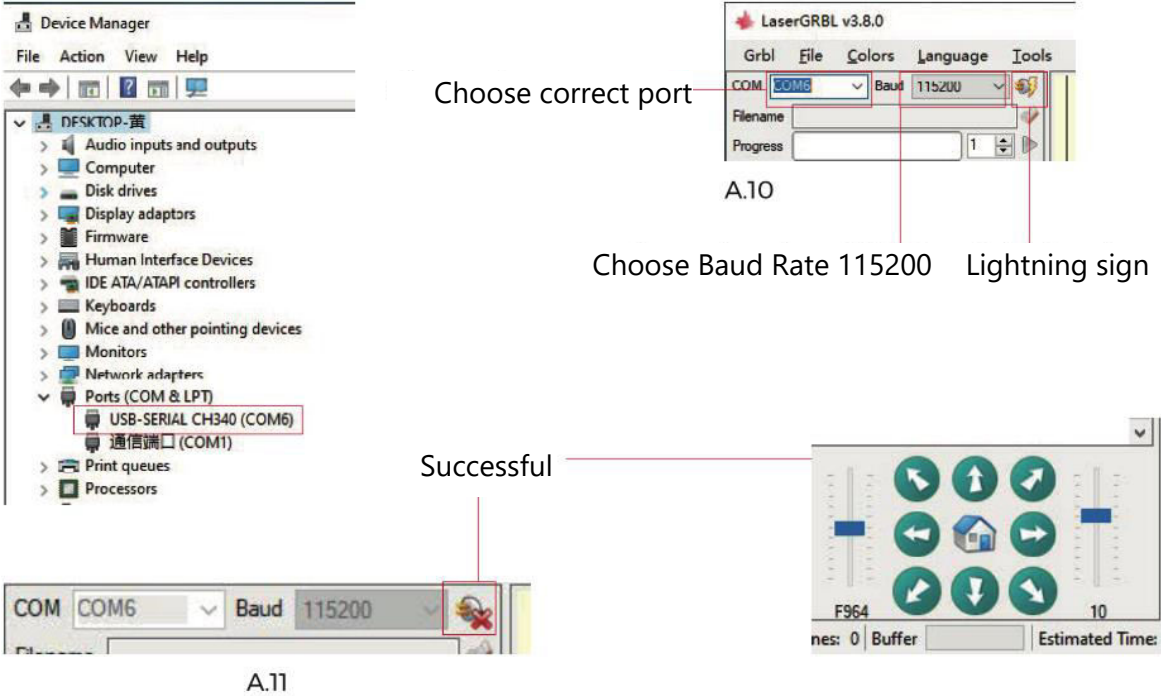 Device Manager
File Action View Help
DESKTOP-黄
Audio inputs and outputs
Computer
Disk drives
Display adaptors
Firmware
Human Interface Devices
IDE ATA/ATAPI controllers
Keyboards
Mice and other pointing devices
Monitors
Network adapters
Ports (COM & LPT)
USB-SERIAL CH340 (COM6)
通信端口 (COM1)
Print queues
Processors
LaserGRBL v3.8.0
Grbl File Colors Language Tools
COM COM6 Baud 115200
Filename
Progress 1
Choose correct port
A.10
Choose Baud Rate 115200 Lightning sign
Successful
COM COM6 Baud 115200
A.11
F964 10
nes: 0 Buffer Estimated Time: